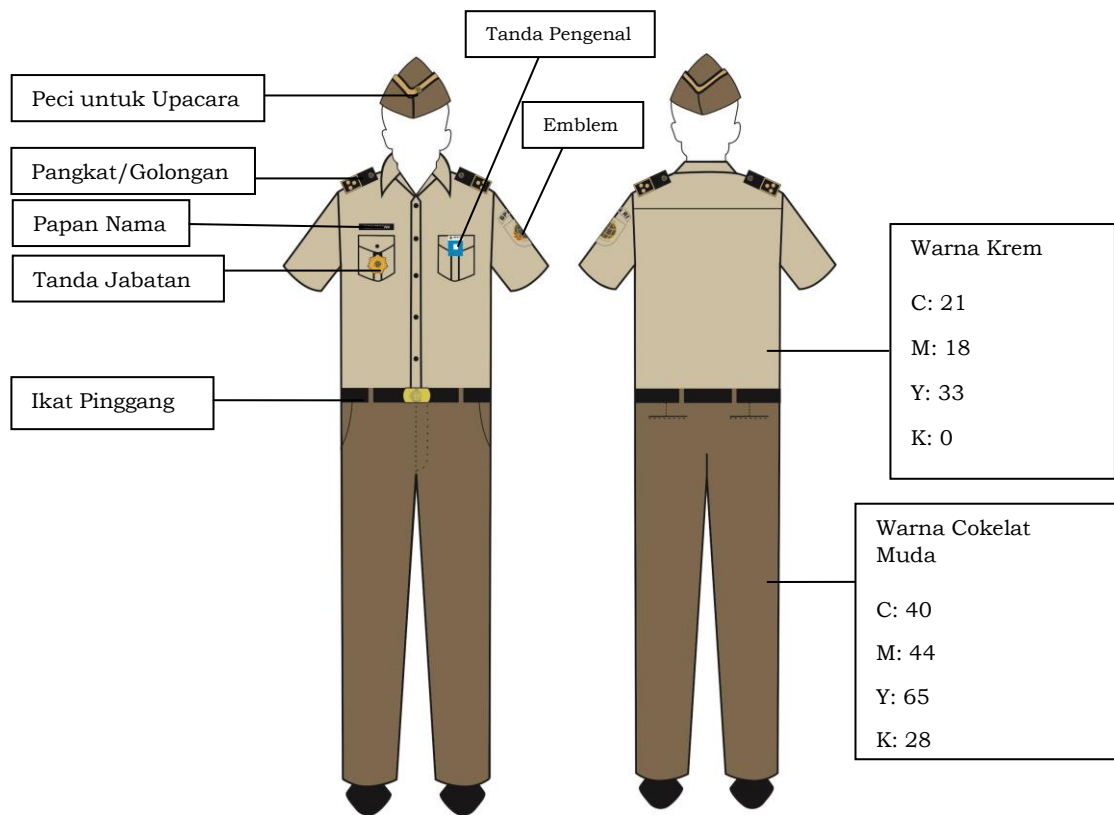 Tanda Pengenal
Peci untuk Upacara
Emblem
Pangkat/Golongan
Papan Nama
Tanda Jabatan
Ikat Pinggang
Warna Krem
C: 21
M: 18
Y: 33
K: 0
Warna Cokelat
Muda
C: 40
M: 44
Y: 65
K: 28